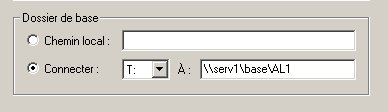 Dossier de base
Chemin local :
Connecter : T: À : \\serv1\base\AL1